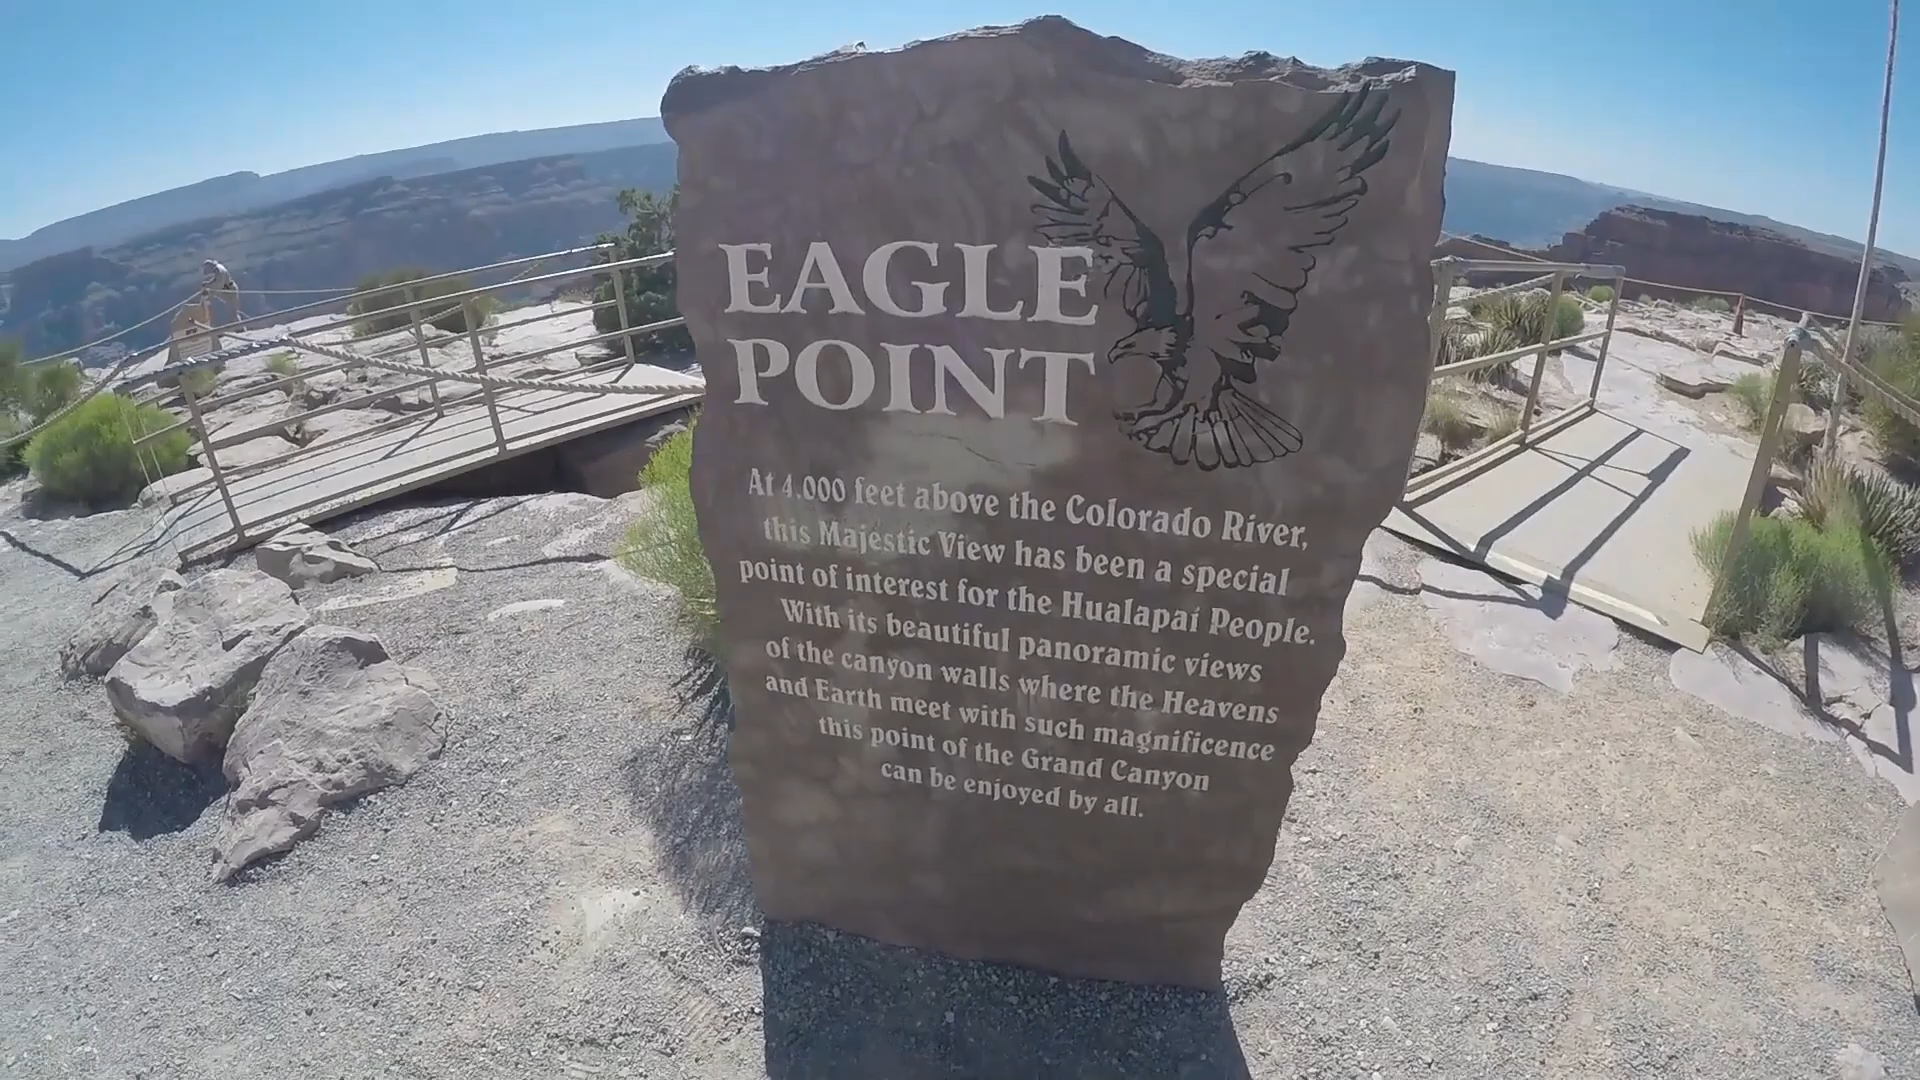 EAGLE
POINT
At 4.000 feet above the Colorado River,
this Majestic View has been a special
point of interest for the Hualapai People.
With its beautiful panoramic views
of the canyon walls where the Heavens
and Earth meet with such magnificence
this point of the Grand Canyon
can be enjoyed by all.